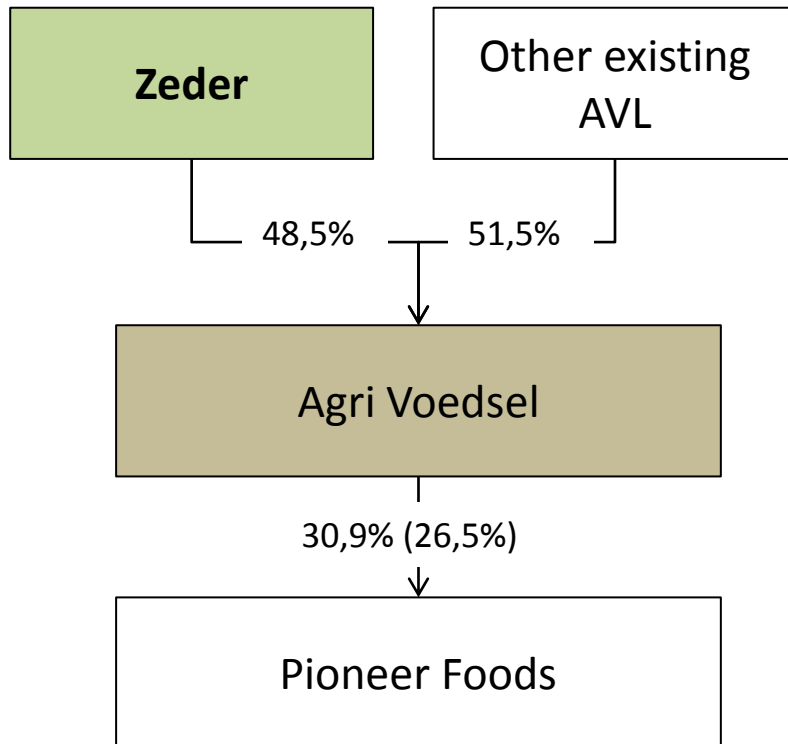 Zeder
Other existing
AVL
48,5%
51,5%
Agri Voedsel
30,9% (26,5%)
Pioneer Foods